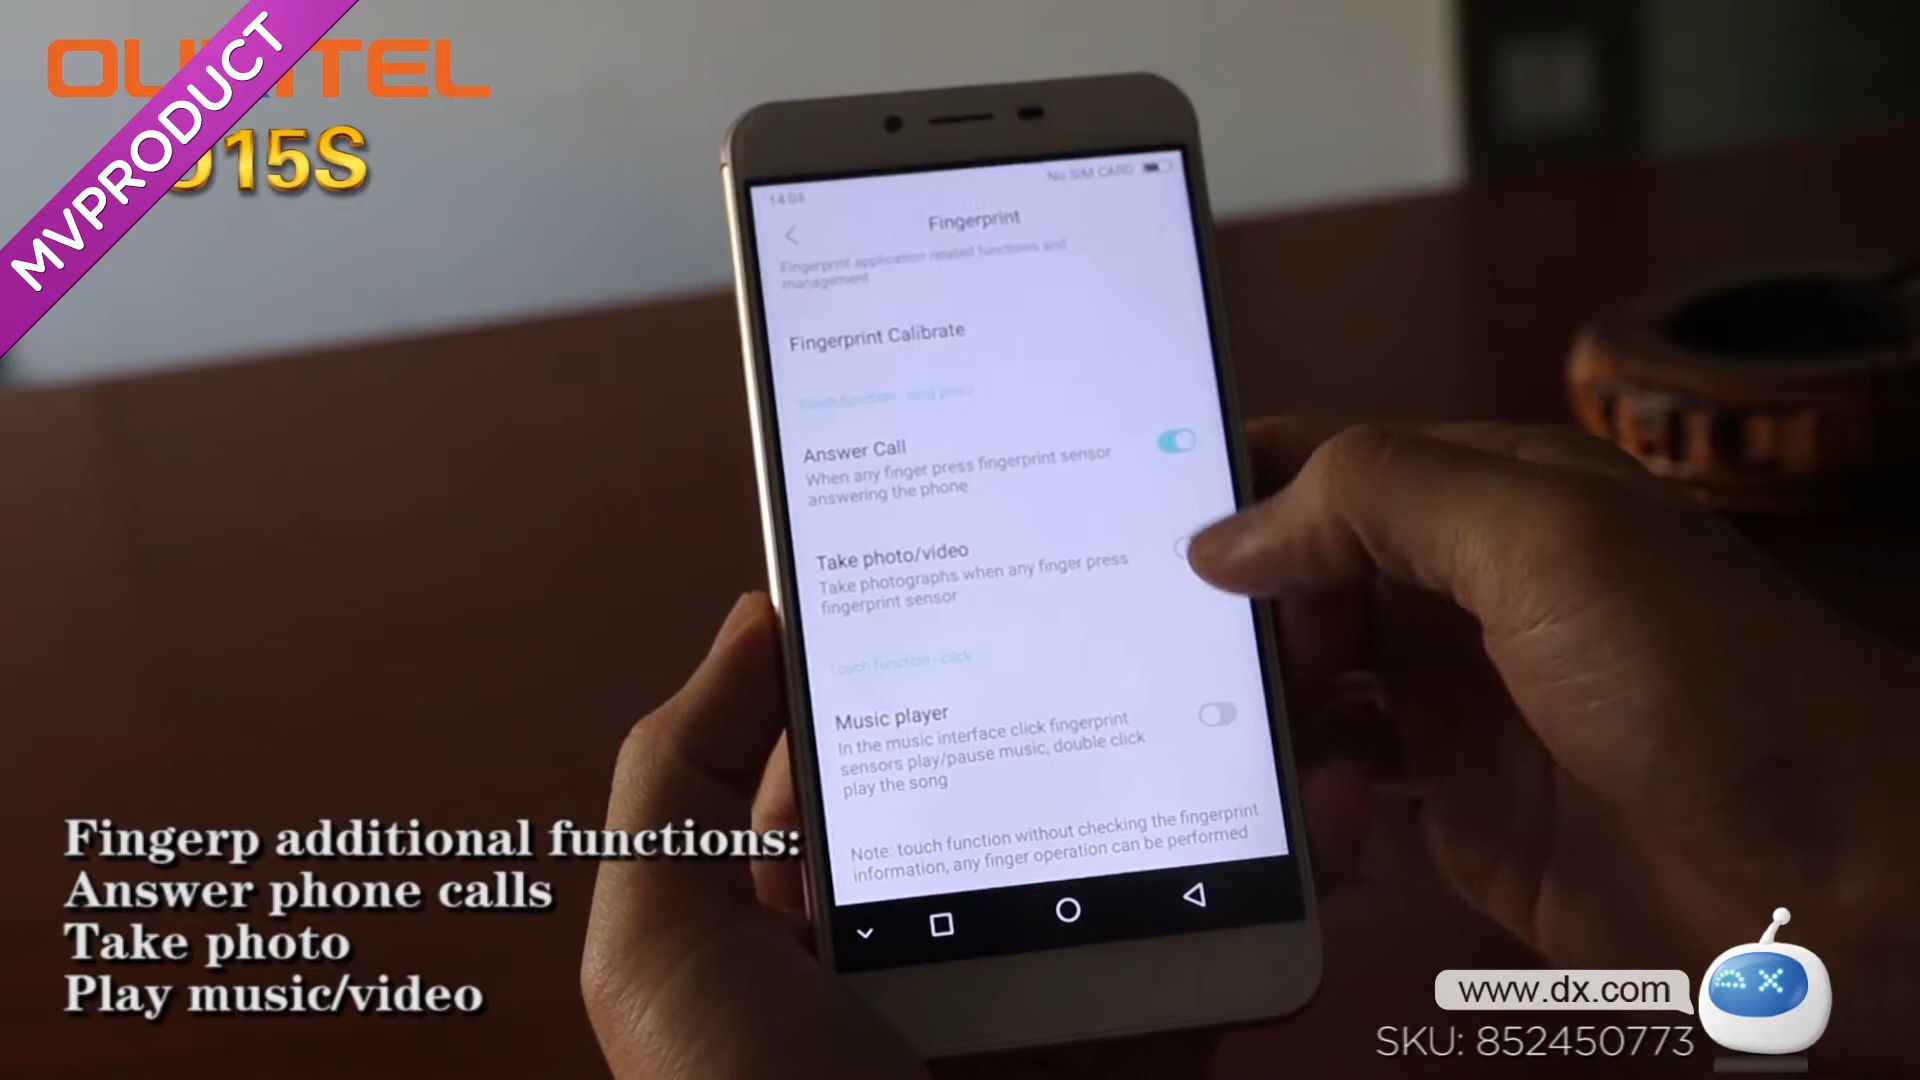 MVPRODUCT
15S
14:04
No SIM CARD
Fingerprint
Fingerprint application related functions and
management
Fingerprint Calibrate
Touch function - long press
Answer Call
When any finger press fingerprint sensor
answering the phone
Take photo/video
Take photographs when any finger press
fingerprint sensor
Touch function - click
Music player
In the music interface click fingerprint
sensors play/pause music, double click
play the song
Note: touch function without checking the fingerprint
information, any finger operation can be performed
Fingerp additional functions:
Answer phone calls
Take photo
Play music/video
www.dx.com
SKU: 852450773